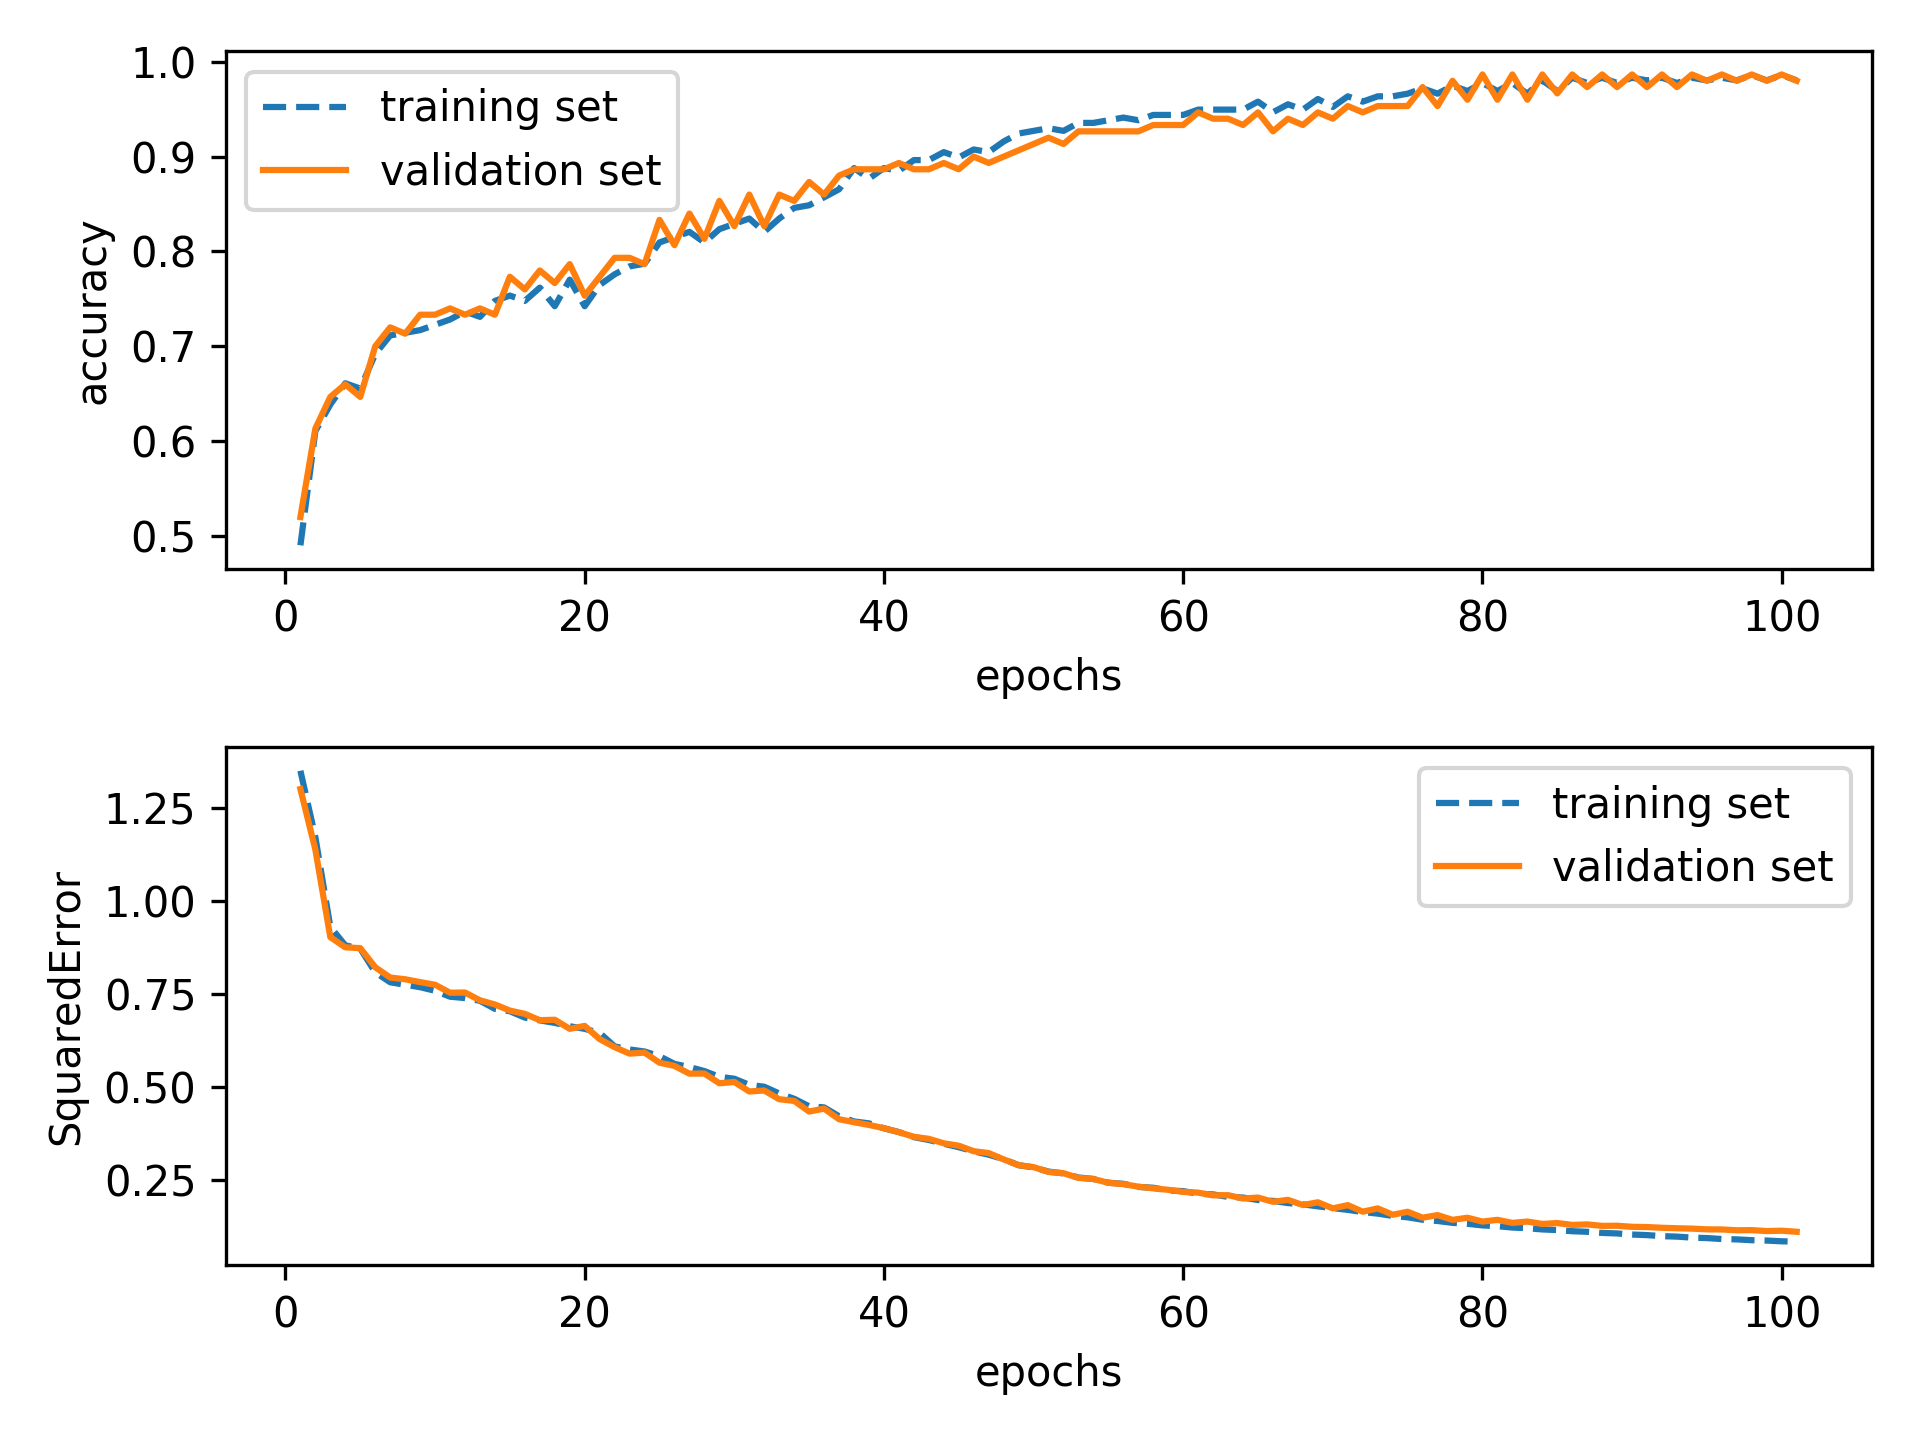 1.0
0.9
0.8
0.7
0.6
0.5
accuracy
training set
validation set
0 20 40 60 80 100
epochs
1.25
1.00
0.75
0.50
0.25
SquaredError
training set
validation set
0 20 40 60 80 100
epochs